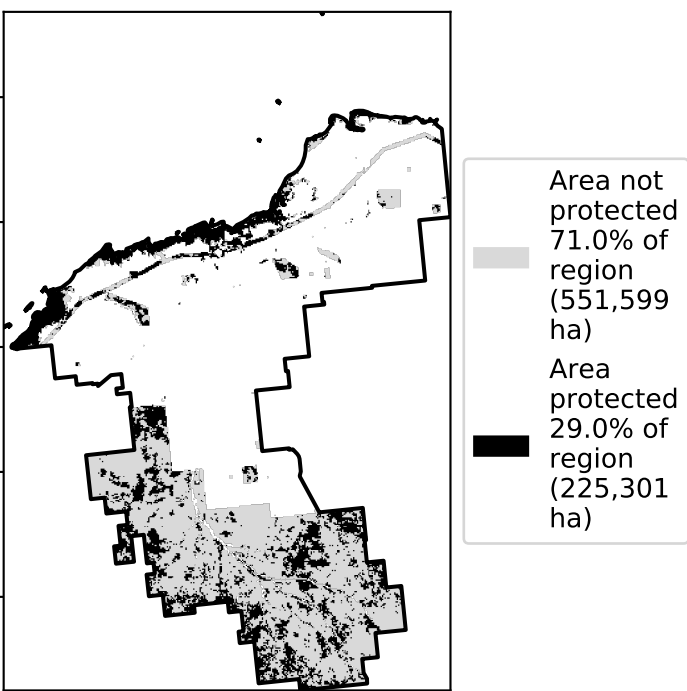 Area not
protected
71.0% of
region
(551,599
ha)
Area
protected
29.0% of
region
(225,301
ha)